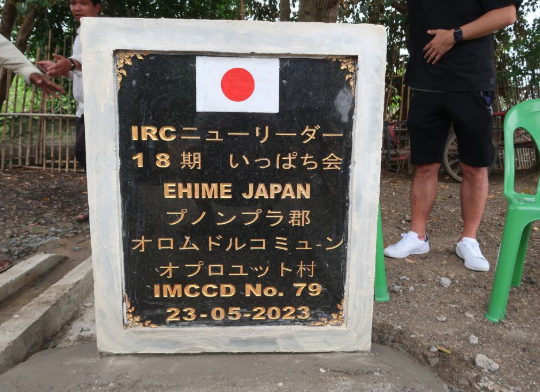 IRCニューリーダー
18期 いっぱち会
EHIME JAPAN
プノンプラ郡
オロムドルコミューン
オプロユット村
IMCCD No. 79
23-05-2023